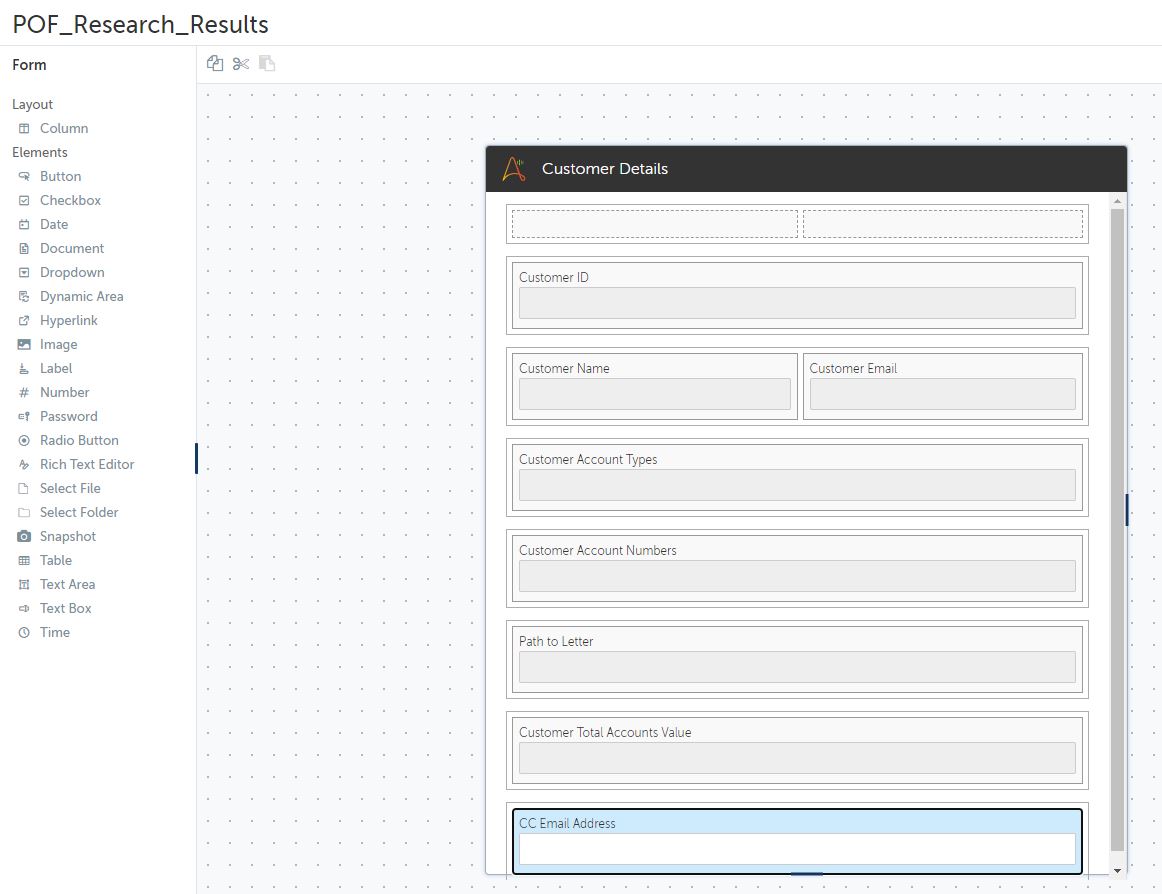 POF_Research_Results
Form
Layout
Column
Elements
Button
Checkbox
Date
Document
Dropdown
Dynamic Area
Hyperlink
Image
Label
Number
Password
Radio Button
Rich Text Editor
Select File
Select Folder
Snapshot
Table
Text Area
Text Box
Time
Customer Details
Customer ID
Customer Name Customer Email
Customer Account Types
Customer Account Numbers
Path to Letter
Customer Total Accounts Value
CC Email Address